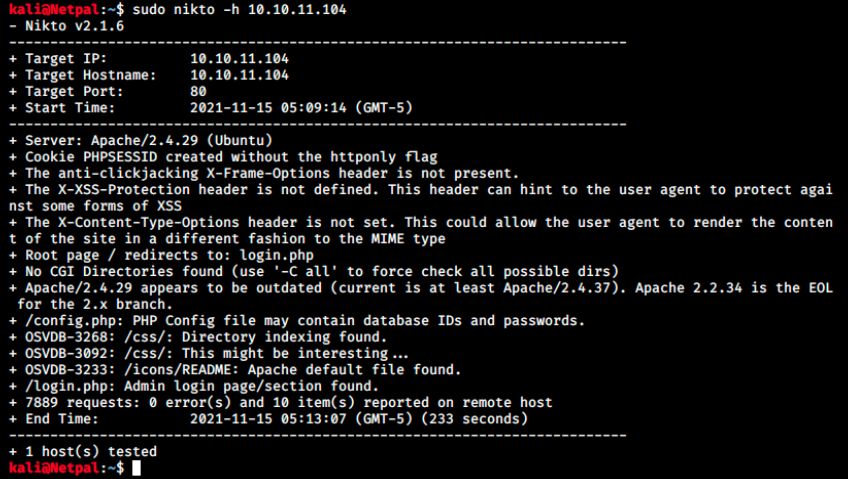 kali@Netpal:~$ sudo nikto -h 10.10.11.104
- Nikto v2.1.6
---------------------------------------------------------------------------
+ Target IP:          10.10.11.104
+ Target Hostname:    10.10.11.104
+ Target Port:        80
+ Start Time:         2021-11-15 05:09:14 (GMT-5)
---------------------------------------------------------------------------
+ Server: Apache/2.4.29 (Ubuntu)
+ Cookie PHPSESSID created without the httponly flag
+ The anti-clickjacking X-Frame-Options header is not present.
+ The X-XSS-Protection header is not defined. This header can hint to the user agent to protect agai
nst some forms of XSS
+ The X-Content-Type-Options header is not set. This could allow the user agent to render the conten
t of the site in a different fashion to the MIME type
+ Root page / redirects to: login.php
+ No CGI Directories found (use '-C all' to force check all possible dirs)
+ Apache/2.4.29 appears to be outdated (current is at least Apache/2.4.37). Apache 2.2.34 is the EOL
 for the 2.x branch.
+ /config.php: PHP Config file may contain database IDs and passwords.
+ OSVDB-3268: /css/: Directory indexing found.
+ OSVDB-3092: /css/: This might be interesting...
+ OSVDB-3233: /icons/README: Apache default file found.
+ /login.php: Admin login page/section found.
+ 7889 requests: 0 error(s) and 10 item(s) reported on remote host
+ End Time:           2021-11-15 05:13:07 (GMT-5) (233 seconds)
---------------------------------------------------------------------------
+ 1 host(s) tested
kali@Netpal:~$